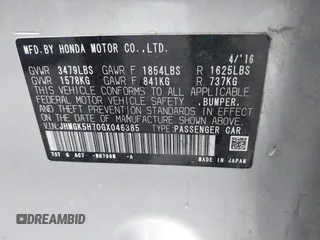 MFD.BY HONDA MOTOR CO.,LTD. 4/'16
GVWR 3479LBS GAWR F 1854LBS R 1625LBS
GVWR 1578KG GAWR F 841KG R 737KG
THIS VEHICLE CONFORMS TO ALL APPLICABLE
FEDERAL MOTOR VEHICLE SAFETY, BUMPER,
AND THEFT PREVENTION STANDARDS IN EFFECT ON
THE DATE OF MANUFACTURE SHOWN ABOVE.
V.I.N:JHMGK5H70GX046385 TYPE:PASSENGER CAR
MADE IN JAPAN
DREAMBID
DREAMBID.COM